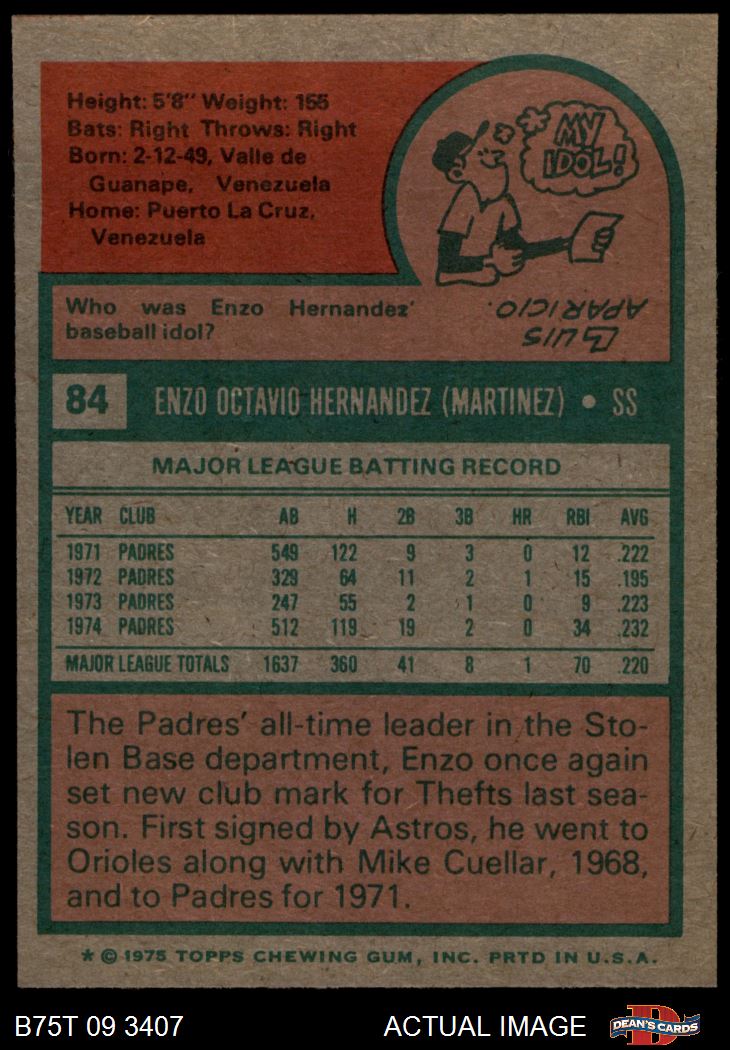 Height: 5'8" Weight: 155
Bats: Right Throws: Right
Born: 2-12-49, Valle de
Guanape, Venezuela
Home: Puerto La Cruz,
Venezuela
MY
IDOL!
Who was Enzo Hernandez'
baseball idol?
LUIS
APARICIO.
84 ENZO OCTAVIO HERNANDEZ (MARTINEZ) • SS
MAJOR LEAGUE BATTING RECORD
YEAR CLUB AB H 2B 3B HR RBI AVG
1971 PADRES 549 122 9 3 0 12 .222
1972 PADRES 329 64 11 2 1 15 .195
1973 PADRES 247 55 2 1 0 9 .223
1974 PADRES 512 119 19 2 0 34 .232
MAJOR LEAGUE TOTALS 1637 360 41 8 1 70 .220
The Padres' all-time leader in the Sto-
len Base department, Enzo once again
set new club mark for Thefts last sea-
son. First signed by Astros, he went to
Orioles along with Mike Cuellar, 1968,
and to Padres for 1971.
* © 1975 TOPPS CHEWING GUM, INC. PRTD IN U.S.A.
B75T 09 3407 ACTUAL IMAGE D DEAN'S CARDS